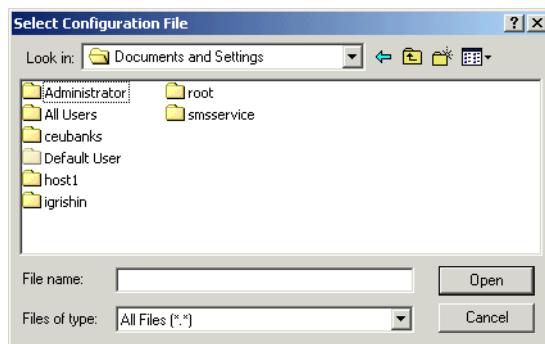 Select Configuration File
Look in: Documents and Settings
Administrator
All Users
ceubanks
Default User
host1
igrishin
root
smsservice
File name:
Open
Files of type: All Files (*.*)
Cancel